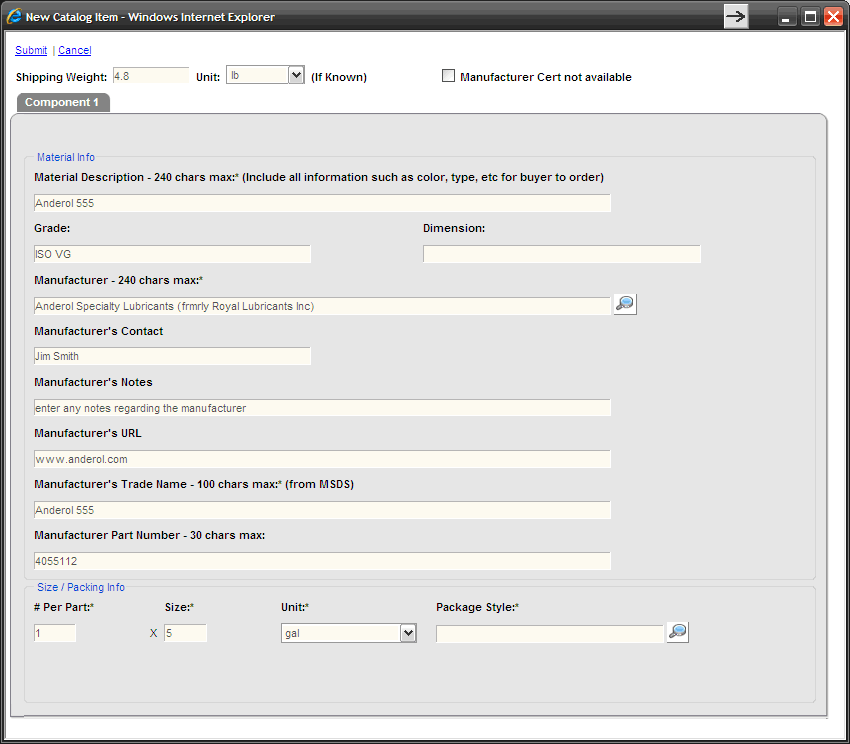 New Catalog Item - Windows Internet Explorer
Submit | Cancel
Shipping Weight: 4.8 Unit: lb (If Known) Manufacturer Cert not available
Component 1
Material Info
Material Description - 240 chars max:* (Include all information such as color, type, etc for buyer to order)
Anderol 555
Grade: Dimension:
ISO VG
Manufacturer - 240 chars max:*
Anderol Specialty Lubricants (frmrly Royal Lubricants Inc)
Manufacturer's Contact
Jim Smith
Manufacturer's Notes
enter any notes regarding the manufacturer
Manufacturer's URL
www.anderol.com
Manufacturer's Trade Name - 100 chars max:* (from MSDS)
Anderol 555
Manufacturer Part Number - 30 chars max:
4055112
Size / Packing Info
# Per Part:* Size:* Unit:* Package Style:*
1 X 5 gal